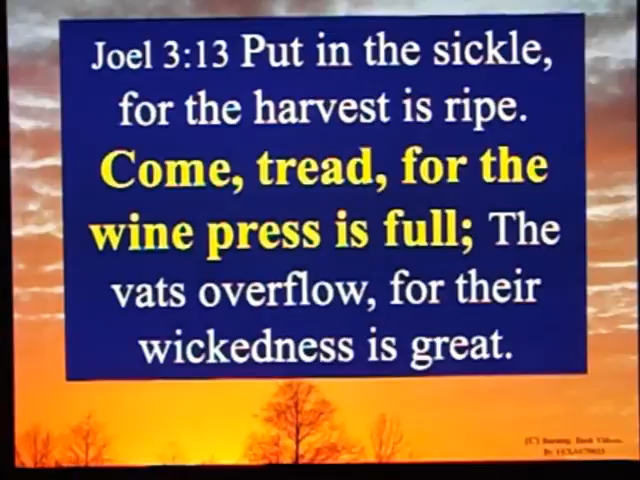 Joel 3:13 Put in the sickle,
for the harvest is ripe.
Come, tread, for the
wine press is full; The
vats overflow, for their
wickedness is great.